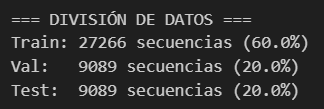 === DIVISIÓN DE DATOS ===
Train: 27266 secuencias (60.0%)
Val:   9089 secuencias (20.0%)
Test:  9089 secuencias (20.0%)